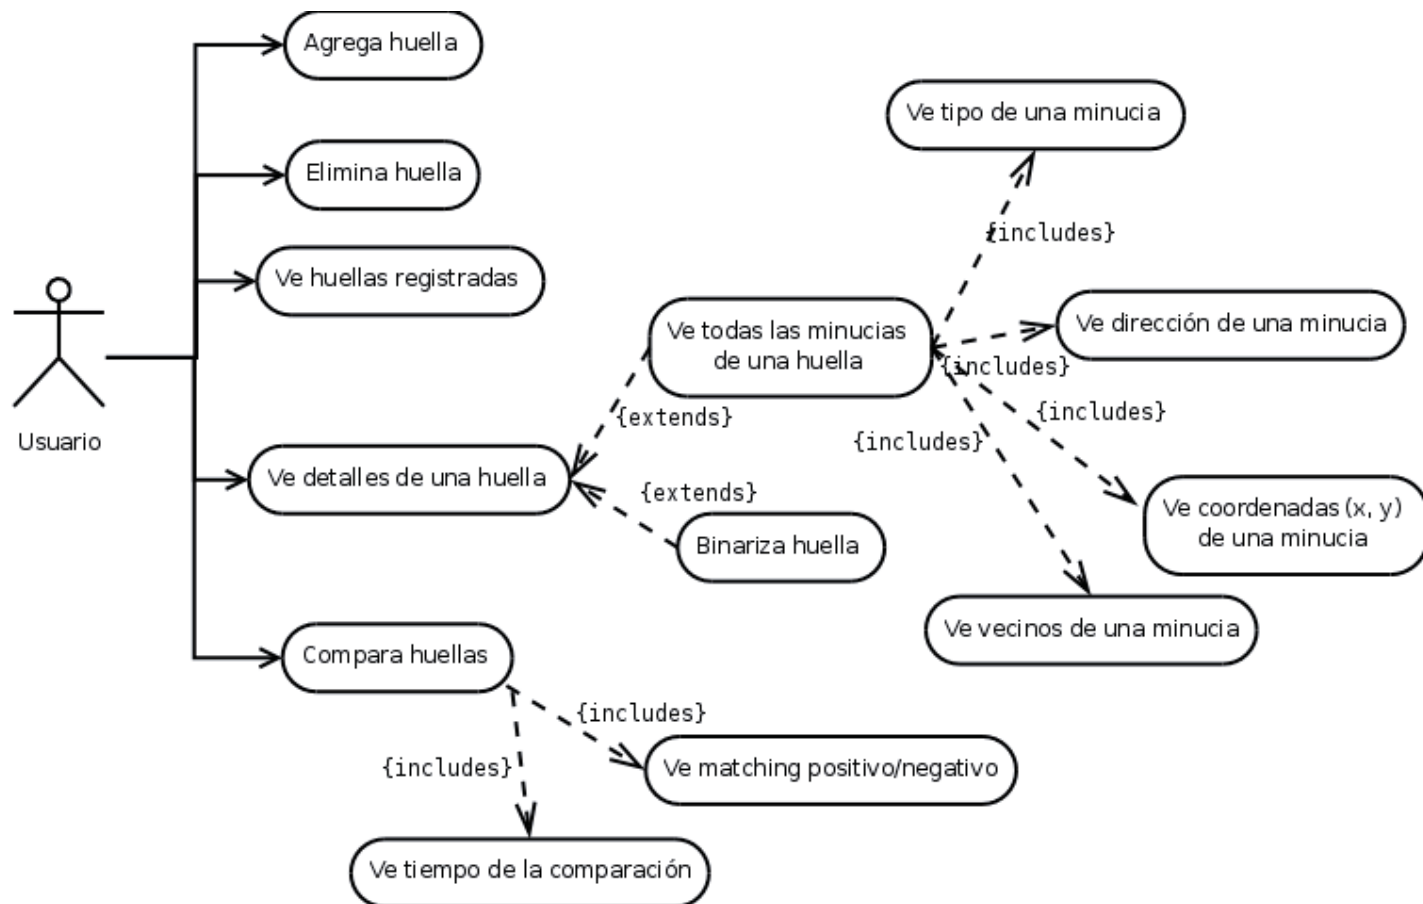 Agrega huella
Ve tipo de una minucia
Elimina huella
{includes}
Ve huellas registradas
Ve todas las minucias
de una huella
Ve dirección de una minucia
{includes}
{includes}
{extends}
{includes}
Usuario
Ve detalles de una huella
{extends}
Binariza huella
Ve coordenadas (x, y)
de una minucia
Ve vecinos de una minucia
Compara huellas
{includes}
{includes}
Ve matching positivo/negativo
Ve tiempo de la comparación